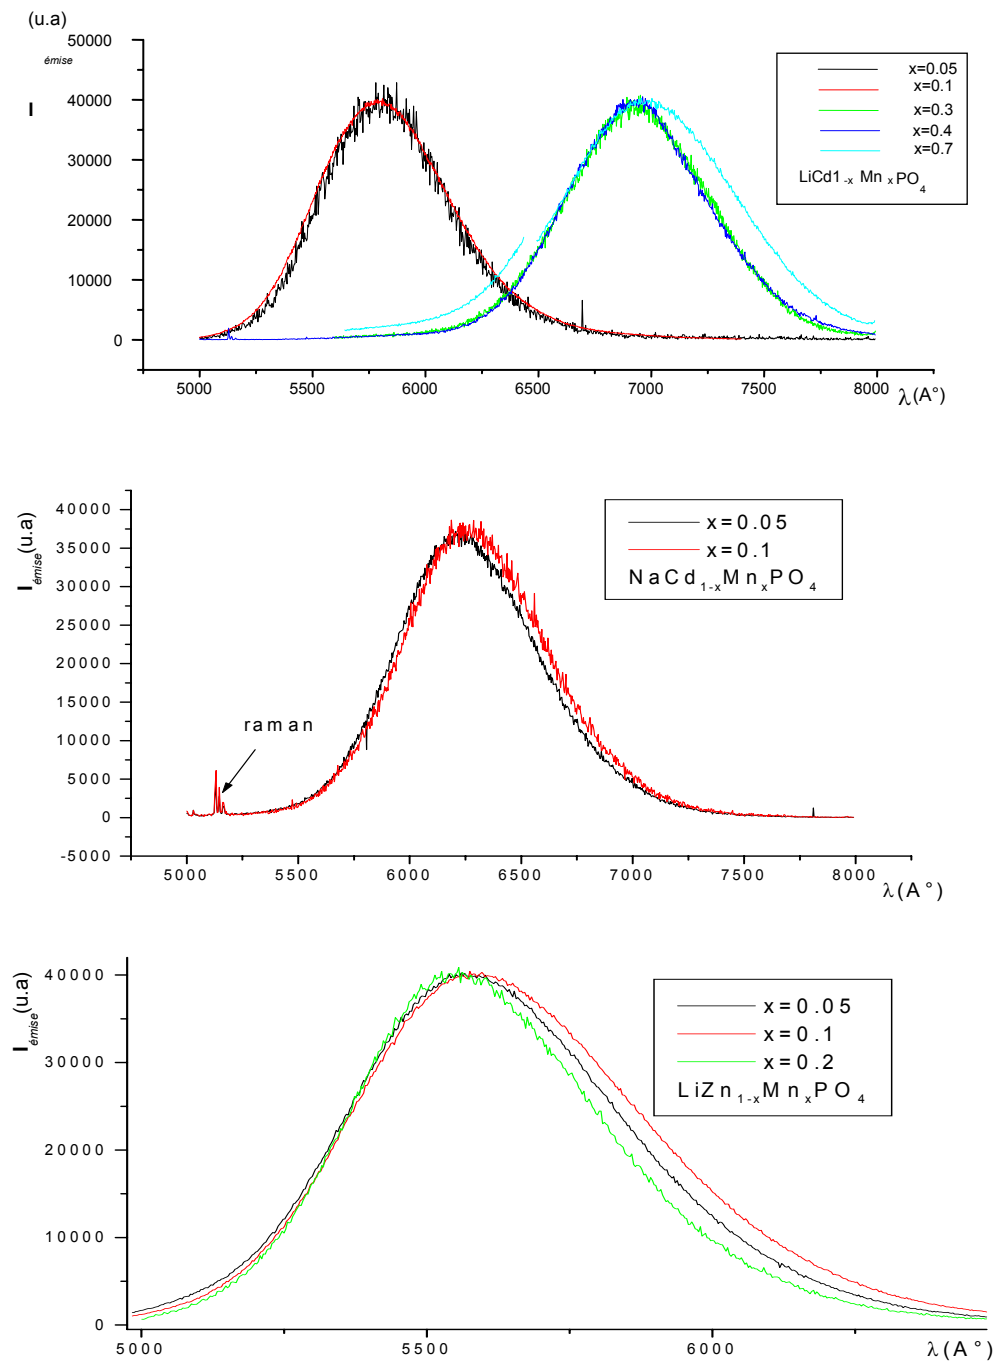 (u.a)
50000
émise
40000
I
30000
20000
10000
0
5000 5500 6000 6500 7000 7500 8000
λ(A°)
x=0.05
x=0.1
x=0.3
x=0.4
x=0.7
LiCd1-x Mn x PO4
I émise (u.a)
40000
35000
30000
25000
20000
15000
10000
5000
0
-5000
raman
x=0.05
x=0.1
NaCd1-xMnxPO4
5000 5500 6000 6500 7000 7500 8000
λ(A°)
I émise (u.a)
40000
30000
20000
10000
0
x=0.05
x=0.1
x=0.2
LiZn1-xMnxPO4
5000 5500 6000
λ(A°)